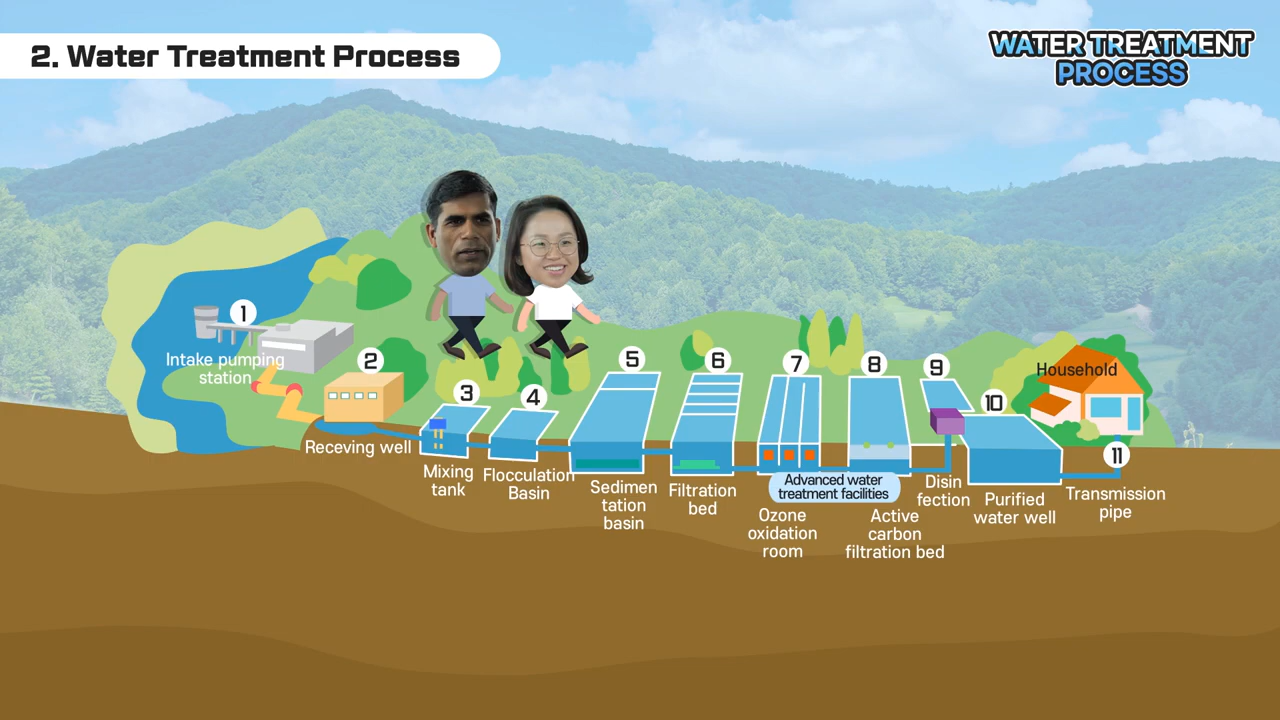 2. Water Treatment Process
WATER TREATMENT
PROCESS
1
Intake pumping
station
2
Receving well
3
Mixing
tank
4
Flocculation
Basin
5
Sedimen
tation
basin
6
Filtration
bed
7
Advanced water
treatment facilities
Ozone
oxidation
room
8
Active
carbon
filtration bed
9
Disin
fection
10
Purified
water well
Household
11
Transmission
pipe